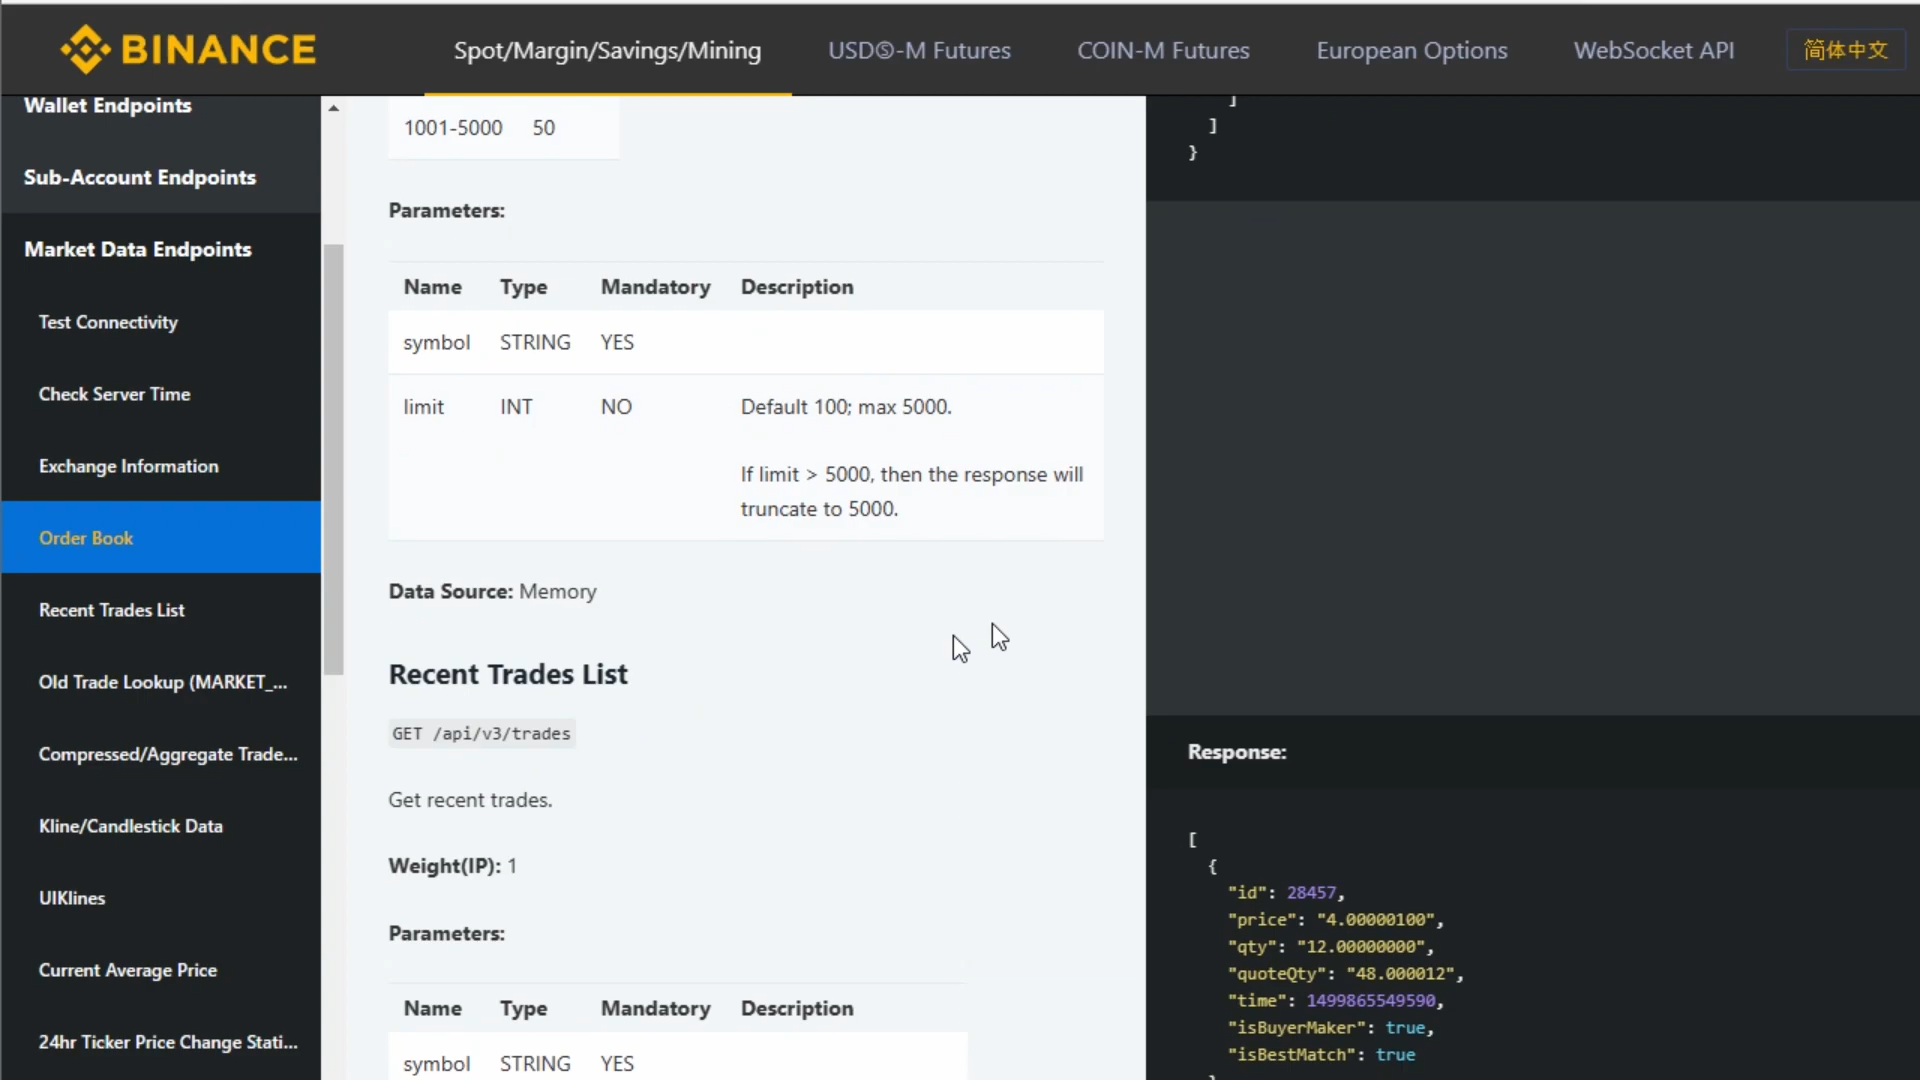 BINANCE
Spot/Margin/Savings/Mining
USDⓈ-M Futures
COIN-M Futures
European Options
WebSocket API
简体中文
Wallet Endpoints
Sub-Account Endpoints
Market Data Endpoints
Test Connectivity
Check Server Time
Exchange Information
Order Book
Recent Trades List
Old Trade Lookup (MARKET_...
Compressed/Aggregate Trade...
Kline/Candlestick Data
UIKlines
Current Average Price
24hr Ticker Price Change Stati...
1001-5000 50
Parameters:
Name Type Mandatory Description
symbol STRING YES
limit INT NO Default 100; max 5000.
If limit > 5000, then the response will
truncate to 5000.
Data Source: Memory
Recent Trades List
GET /api/v3/trades
Get recent trades.
Weight(IP): 1
Parameters:
Name Type Mandatory Description
symbol STRING YES
]
]
}
Response:
[
{
"id": 28457,
"price": "4.00000100",
"qty": "12.00000000",
"quoteQty": "48.000012",
"time": 1499865549590,
"isBuyerMaker": true,
"isBestMatch": true